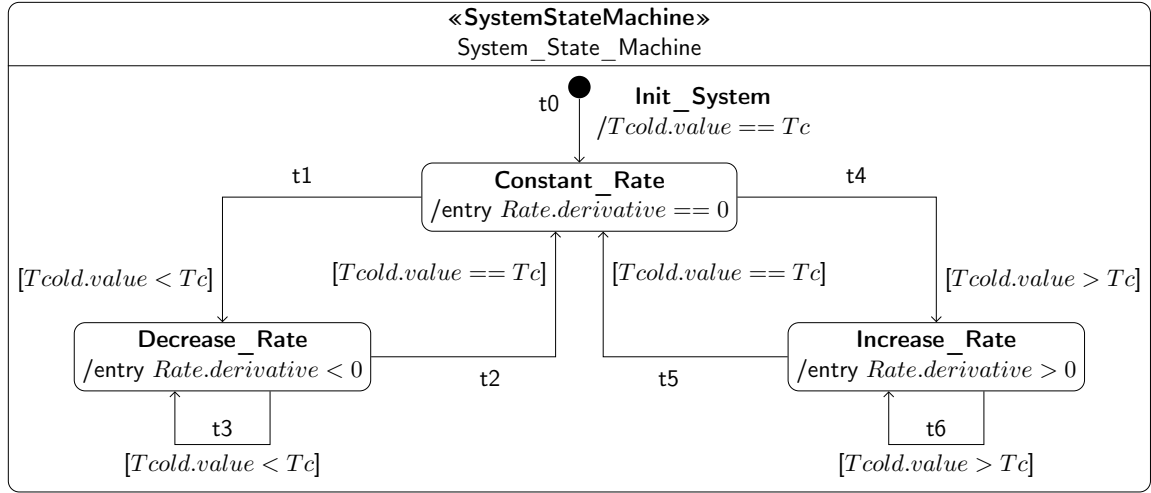 «SystemStateMachine»
System_State_Machine
t0
Init_System
/Tcold.value == Tc
t1
Constant_Rate
/entry Rate.derivative == 0
t4
[Tcold.value < Tc]
[Tcold.value == Tc]
[Tcold.value == Tc]
[Tcold.value > Tc]
Decrease_Rate
/entry Rate.derivative < 0
t2
t5
Increase_Rate
/entry Rate.derivative > 0
t3
[Tcold.value < Tc]
t6
[Tcold.value > Tc]